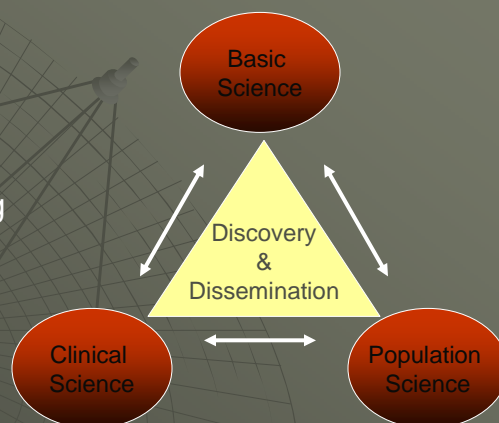 Basic
Science
Discovery
&
Dissemination
Clinical
Science
Population
Science